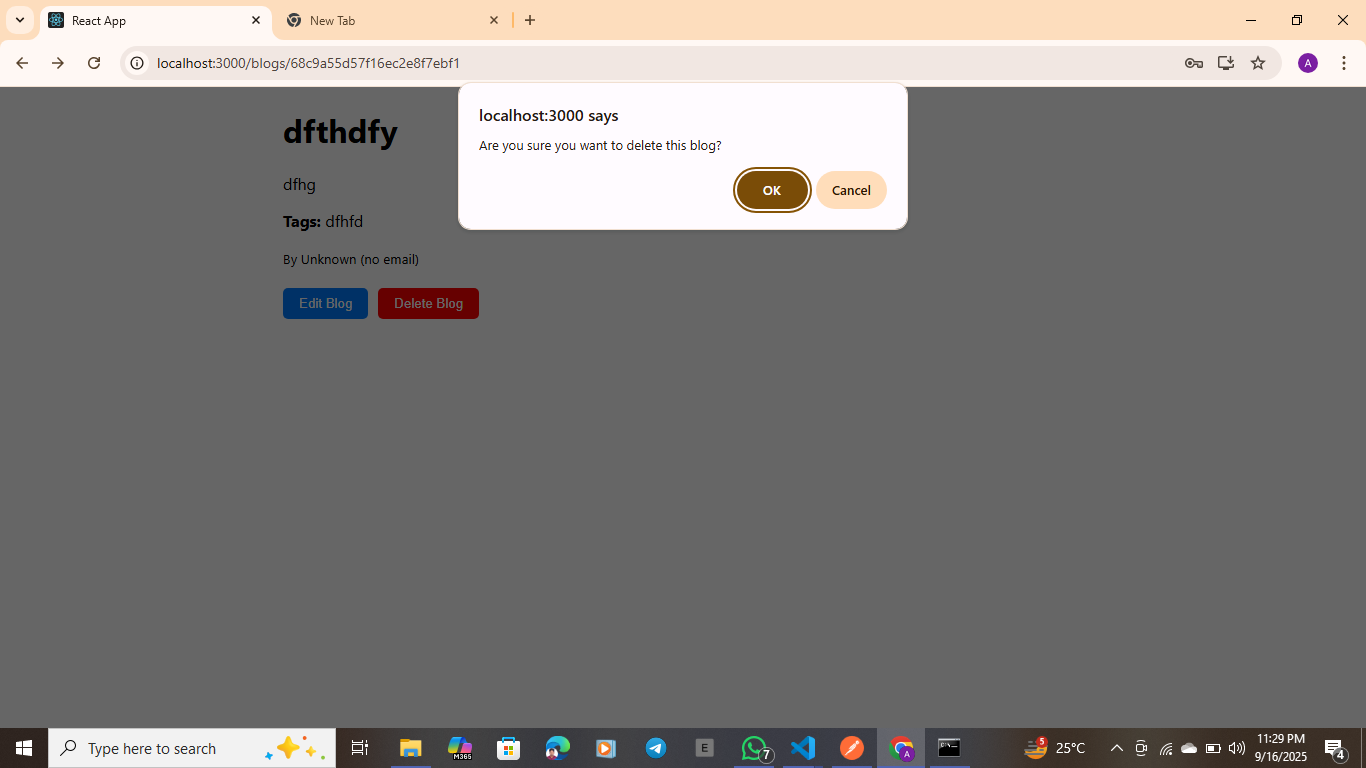 React App
New Tab
localhost:3000/blogs/68c9a55d57f16ec2e8f7ebf1
A
localhost:3000 says
Are you sure you want to delete this blog?
OK
Cancel
dfthdfy
dfhg
Tags: dfhfd
By Unknown (no email)
Edit Blog
Delete Blog
Type here to search
M365
E
7
A
5
25°C
11:29 PM
9/16/2025
4